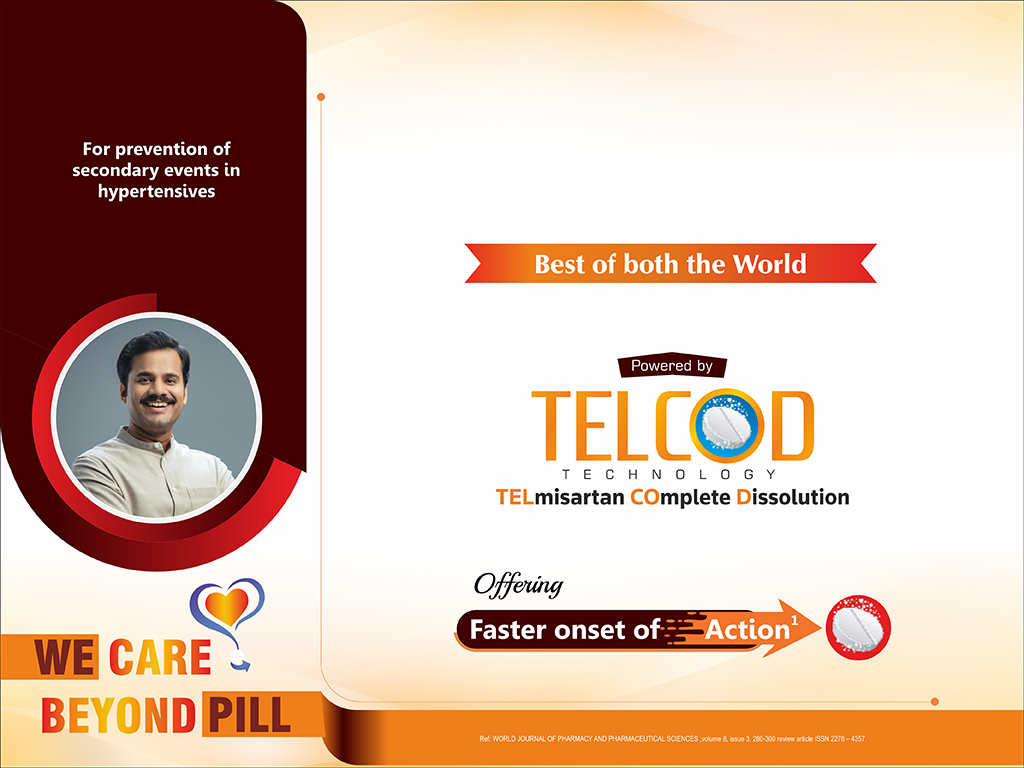 For prevention of
secondary events in
hypertensives
Best of both the World
Powered by
TELCOD
TECHNOLOGY
TELmisartan COmplete Dissolution
Offering
Faster onset of Action1
WE CARE
BEYOND PILL
Ref: WORLD JOURNAL OF PHARMACY AND PHARMACEUTICAL SCIENCES ,volume 8, issue 3, 280-300 review article ISSN 2278 – 4357